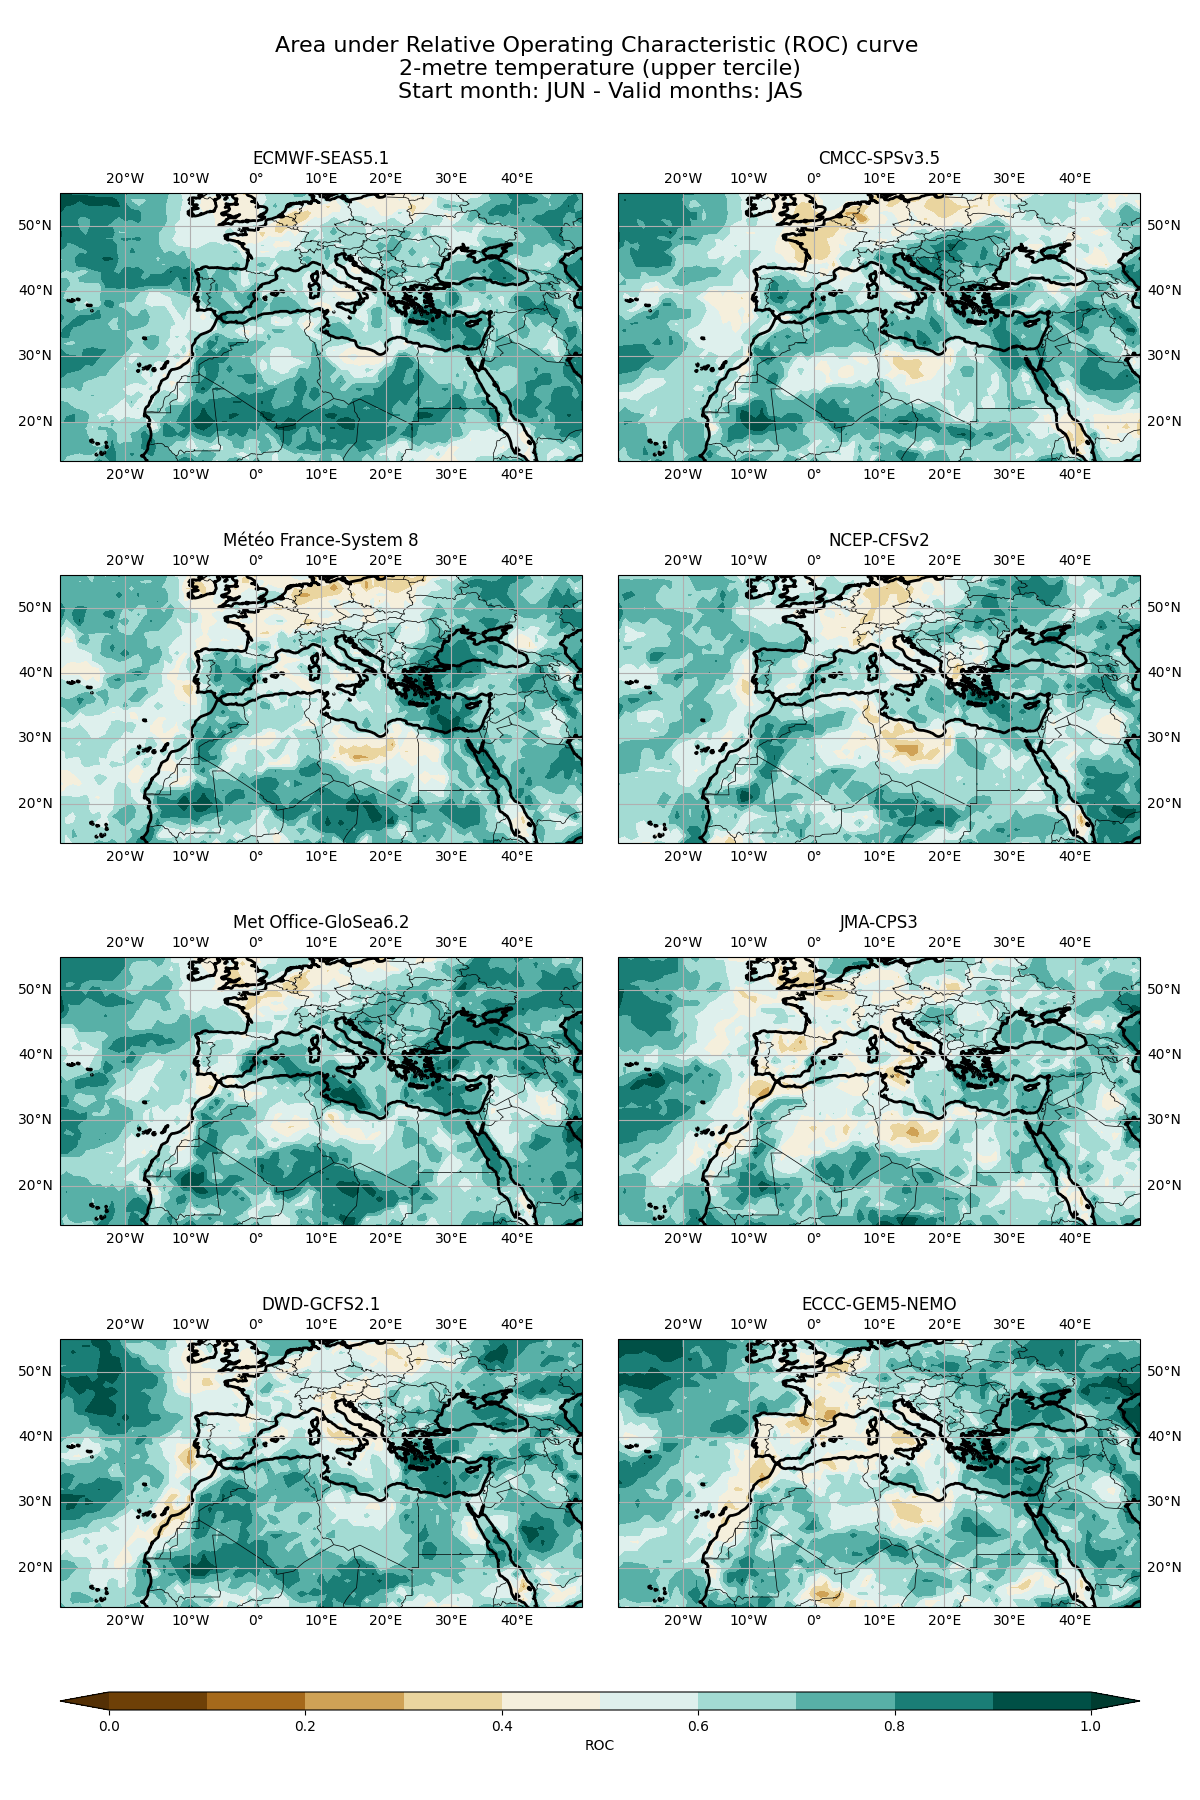 Area under Relative Operating Characteristic (ROC) curve
2-metre temperature (upper tercile)
Start month: JUN - Valid months: JAS
ECMWF-SEAS5.1
20°W 10°W 0° 10°E 20°E 30°E 40°E
50°N
40°N
30°N
20°N
20°W 10°W 0° 10°E 20°E 30°E 40°E
CMCC-SPSv3.5
20°W 10°W 0° 10°E 20°E 30°E 40°E
50°N
40°N
30°N
20°N
20°W 10°W 0° 10°E 20°E 30°E 40°E
Météo France-System 8
20°W 10°W 0° 10°E 20°E 30°E 40°E
50°N
40°N
30°N
20°N
20°W 10°W 0° 10°E 20°E 30°E 40°E
NCEP-CFSv2
20°W 10°W 0° 10°E 20°E 30°E 40°E
50°N
40°N
30°N
20°N
20°W 10°W 0° 10°E 20°E 30°E 40°E
Met Office-GloSea6.2
20°W 10°W 0° 10°E 20°E 30°E 40°E
50°N
40°N
30°N
20°N
20°W 10°W 0° 10°E 20°E 30°E 40°E
JMA-CPS3
20°W 10°W 0° 10°E 20°E 30°E 40°E
50°N
40°N
30°N
20°N
20°W 10°W 0° 10°E 20°E 30°E 40°E
DWD-GCFS2.1
20°W 10°W 0° 10°E 20°E 30°E 40°E
50°N
40°N
30°N
20°N
20°W 10°W 0° 10°E 20°E 30°E 40°E
ECCC-GEM5-NEMO
20°W 10°W 0° 10°E 20°E 30°E 40°E
50°N
40°N
30°N
20°N
20°W 10°W 0° 10°E 20°E 30°E 40°E
0.0 0.2 0.4 0.6 0.8 1.0
ROC